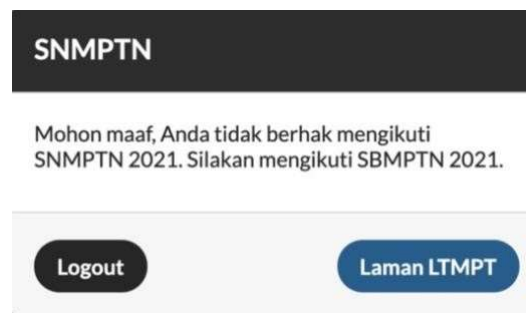 SNMPTN
Mohon maaf, Anda tidak berhak mengikuti
SNMPTN 2021. Silakan mengikuti SBMPTN 2021.
Logout
Laman LTMPT